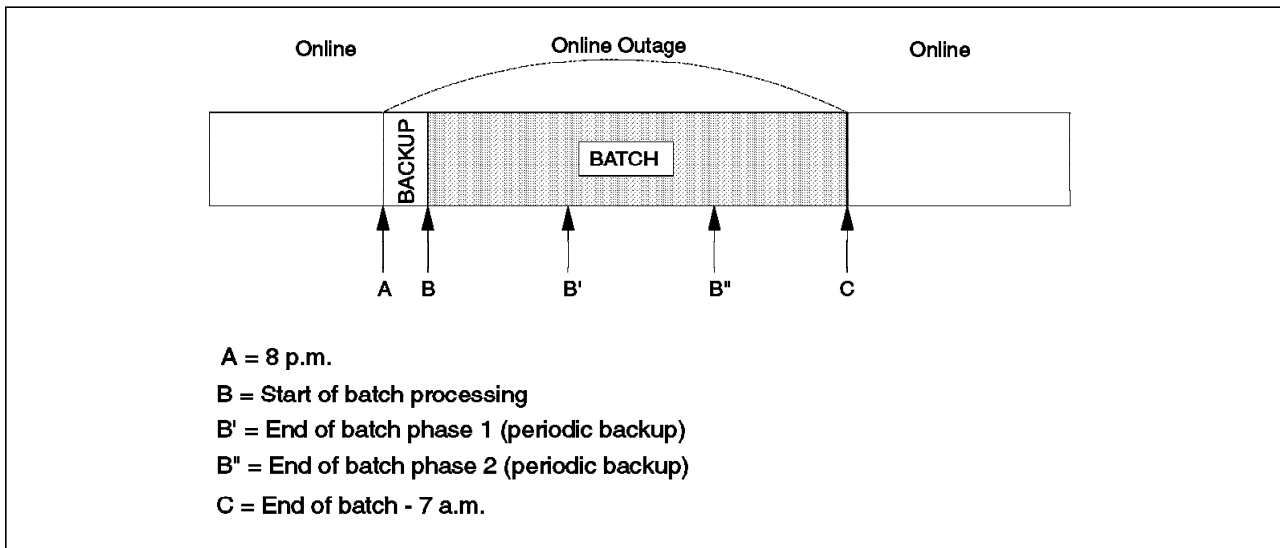 Online Online Outage Online
BACKUP
BATCH
A B B' B" C
A = 8 p.m.
B = Start of batch processing
B' = End of batch phase 1 (periodic backup)
B" = End of batch phase 2 (periodic backup)
C = End of batch - 7 a.m.